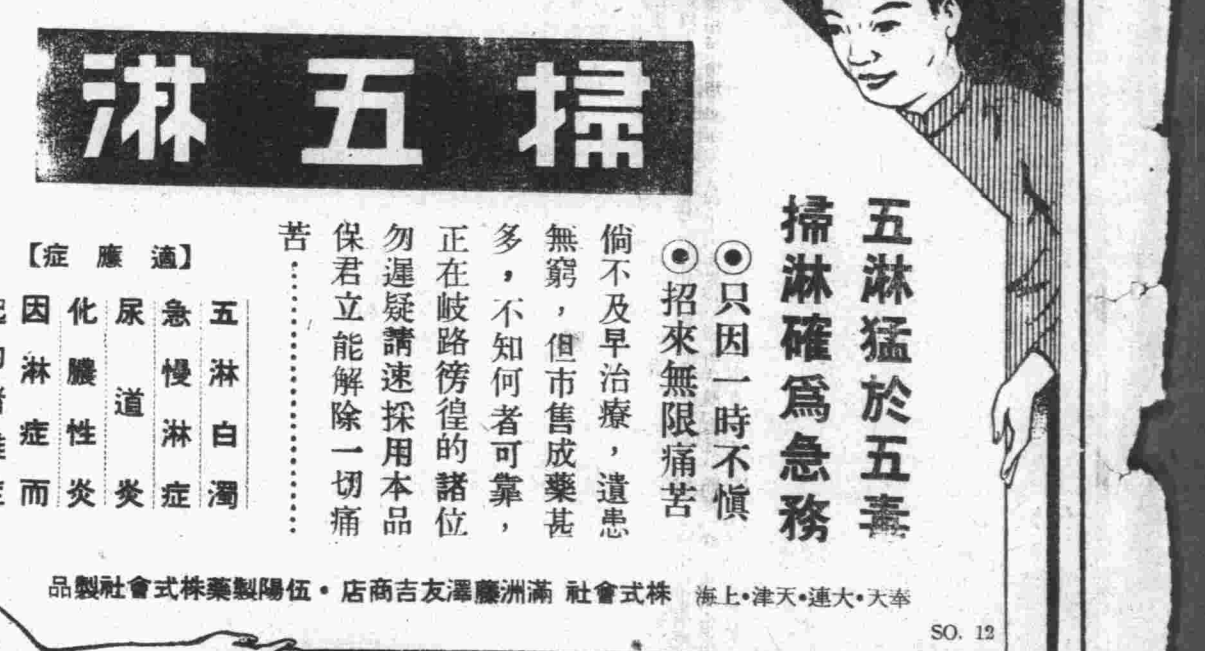 掃五淋
五淋猛於五毒
掃淋確爲急務
◉只因一時不愼
◉招來無限痛苦
倘不及早治療，遺患
無窮，但市售成藥甚
多，不知何者可靠，
正在岐路徬徨的諸位
勿遲疑請速採用本品
保君立能解除一切痛
苦⋯⋯⋯⋯⋯⋯
【適應症】
五淋白濁
急慢淋症
尿道炎
化膿性炎
因淋症而
奉天•大連•天津•上海
株式會社 滿洲藤澤友吉商店•伍陽製藥株式會社製品
SO. 12